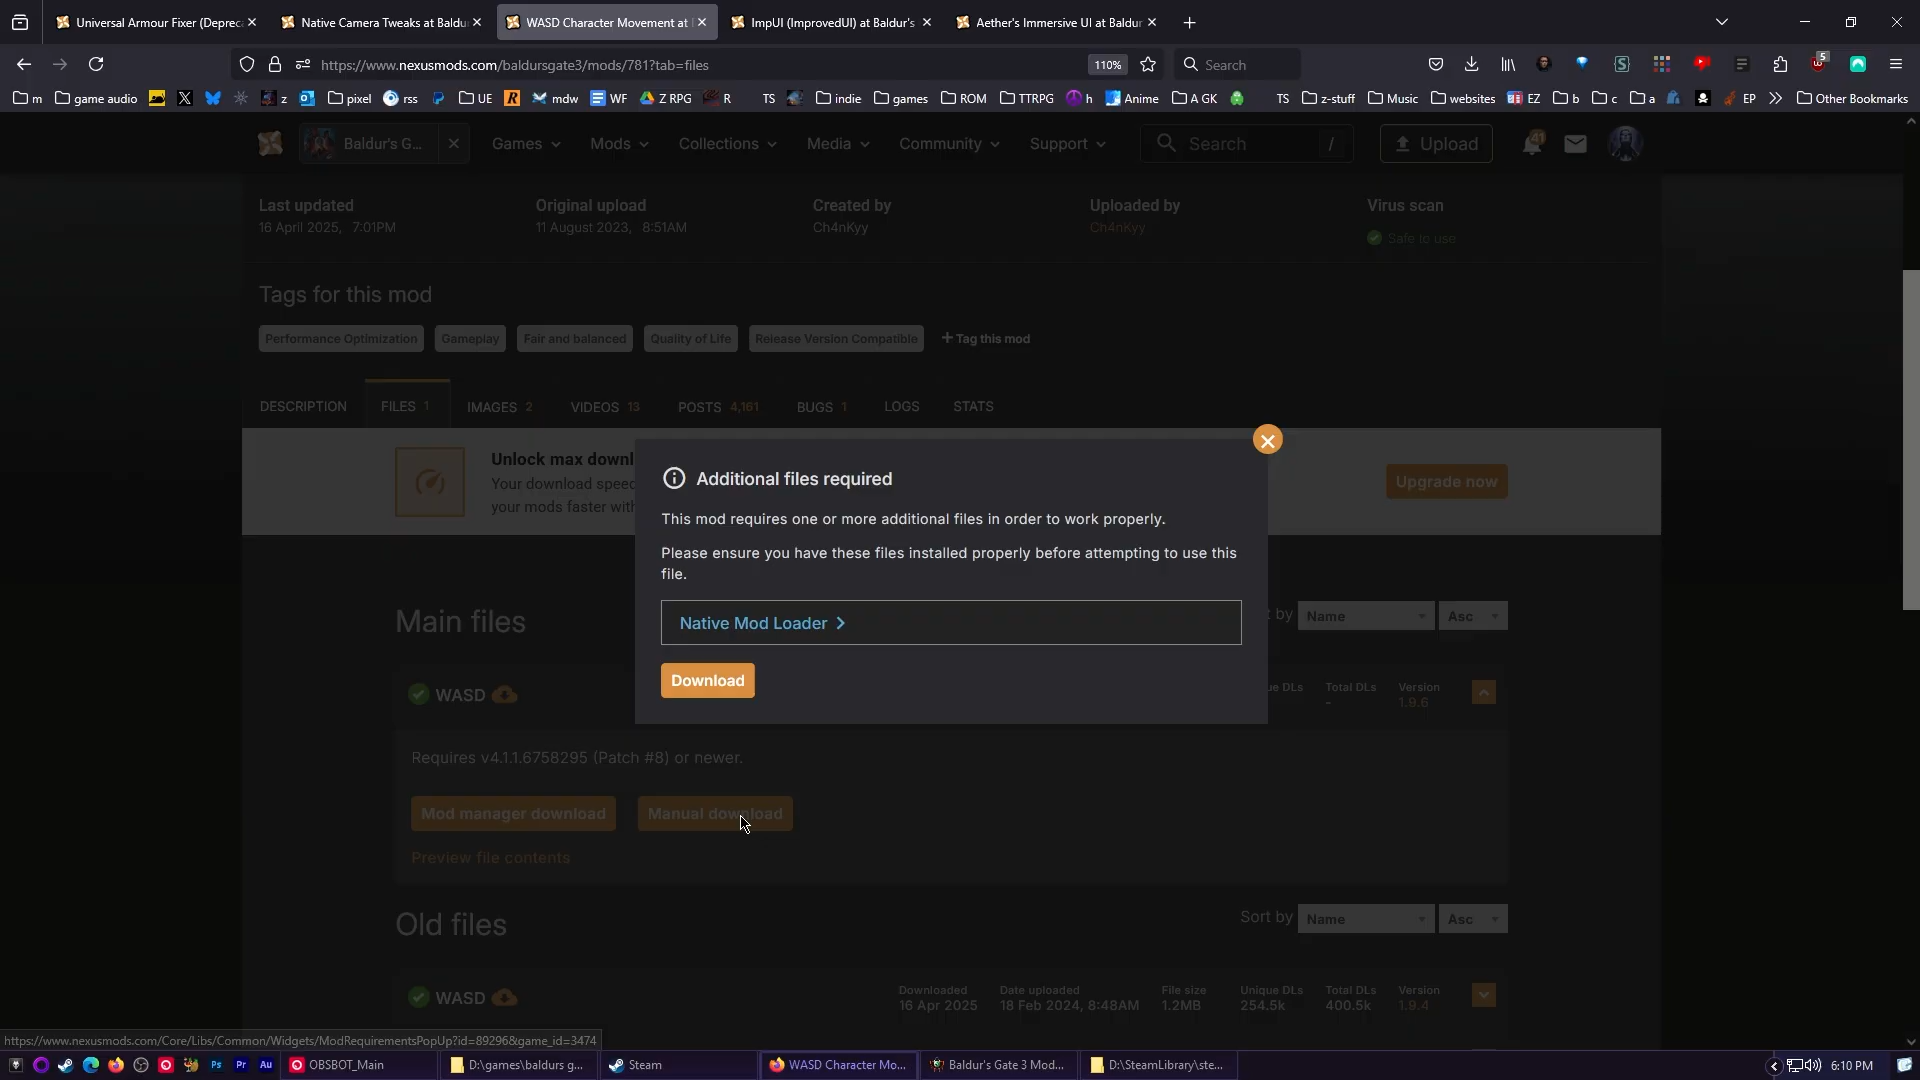 Universal Armour Fixer (Deprec
Native Camera Tweaks at Baldu
WASD Character Movement at
ImpUI (ImprovedUI) at Baldur's
Aether's Immersive UI at Baldur
https://www.nexusmods.com/baldursgate3/mods/781?tab=files
110%
Search
5
m
game audio
z
pixel
rss
UE
mdw
WF
Z RPG
R
TS
indie
games
ROM
TTRPG
h
Anime
A GK
TS
z-stuff
Music
websites
EZ
b
c
a
EP
Other Bookmarks
Baldur's G...
Games
Mods
Collections
Media
Community
Support
Search
/
Upload
41
Last updated
16 April 2025, 7:01PM
Original upload
11 August 2023, 8:51AM
Created by
Ch4nKyy
Uploaded by
Ch4nKyy
Virus scan
Safe to use
Tags for this mod
Performance Optimization
Gameplay
Fair and balanced
Quality of Life
Release Version Compatible
+ Tag this mod
DESCRIPTION
FILES 1
IMAGES 2
VIDEOS 13
POSTS 4,161
BUGS 1
LOGS
STATS
Unlock max downl
Your download speed
your mods faster with
Upgrade now
Additional files required
This mod requires one or more additional files in order to work properly.
Please ensure you have these files installed properly before attempting to use this
file.
Native Mod Loader
Download
Main files
by
Name
Asc
WASD
ue DLs
Total DLs
-
Version
1.9.6
Requires v4.1.1.6758295 (Patch #8) or newer.
Mod manager download
Manual download
Preview file contents
Old files
Sort by
Name
Asc
WASD
Downloaded
16 Apr 2025
Date uploaded
18 Feb 2024, 8:48AM
File size
1.2MB
Unique DLs
254.5k
Total DLs
400.5k
Version
1.9.4
https://www.nexusmods.com/Core/Libs/Common/Widgets/ModRequirementsPopUp?id=89296&game_id=3474
Ps
Pr
Au
OBSBOT_Main
D:\games\baldurs g...
Steam
WASD Character Mo...
Baldur's Gate 3 Mod...
D:\SteamLibrary\ste...
6:10 PM